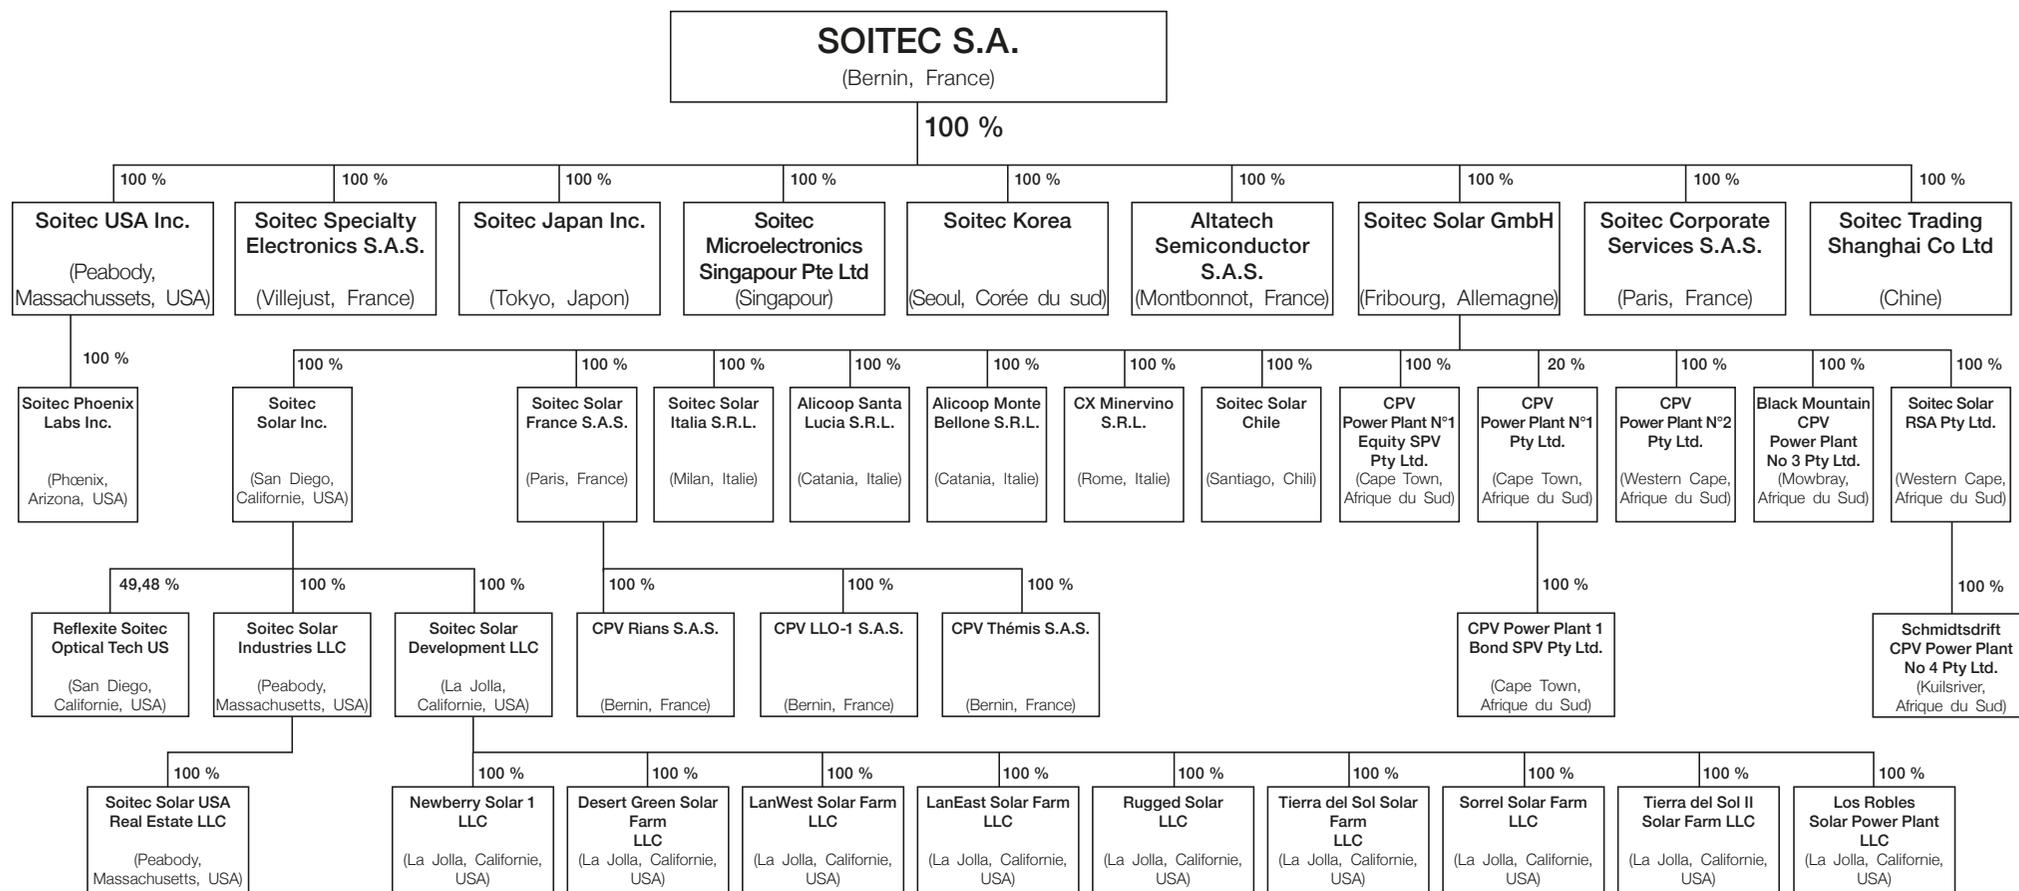 SOITEC S.A.
(Bernin, France)
100 %
100 %
Soitec USA Inc.
(Peabody,
Massachussets, USA)
100 %
Soitec Specialty
Electronics S.A.S.
(Villejust, France)
100 %
Soitec Japan Inc.
(Tokyo, Japon)
100 %
Soitec
Microelectronics
Singapour Pte Ltd
(Singapour)
100 %
Soitec Korea
(Seoul, Corée du sud)
100 %
Altatech
Semiconductor
S.A.S.
(Montbonnot, France)
100 %
Soitec Solar GmbH
(Fribourg, Allemagne)
100 %
Soitec Corporate
Services S.A.S.
(Paris, France)
100 %
Soitec Trading
Shanghai Co Ltd
(Chine)
100 %
Soitec Phoenix
Labs Inc.
(Phœnix,
Arizona, USA)
100 %
Soitec
Solar Inc.
(San Diego,
Californie, USA)
100 %
Soitec Solar
France S.A.S.
(Paris, France)
100 %
Soitec Solar
Italia S.R.L.
(Milan, Italie)
100 %
Alicoop Santa
Lucia S.R.L.
(Catania, Italie)
100 %
Alicoop Monte
Bellone S.R.L.
(Catania, Italie)
100 %
CX Minervino
S.R.L.
(Rome, Italie)
100 %
Soitec Solar
Chile
(Santiago, Chili)
100 %
CPV
Power Plant N°1
Equity SPV
Pty Ltd.
(Cape Town,
Afrique du Sud)
20 %
CPV
Power Plant N°1
Pty Ltd.
(Cape Town,
Afrique du Sud)
100 %
CPV
Power Plant N°2
Pty Ltd.
(Western Cape,
Afrique du Sud)
100 %
Black Mountain
CPV
Power Plant
No 3 Pty Ltd.
(Mowbray,
Afrique du Sud)
100 %
Soitec Solar
RSA Pty Ltd.
(Western Cape,
Afrique du Sud)
49,48 %
Reflexite Soitec
Optical Tech US
(San Diego,
Californie, USA)
100 %
Soitec Solar
Industries LLC
(Peabody,
Massachusetts, USA)
100 %
Soitec Solar
Development LLC
(La Jolla,
Californie, USA)
100 %
CPV Rians S.A.S.
(Bernin, France)
100 %
CPV LLO-1 S.A.S.
(Bernin, France)
100 %
CPV Thémis S.A.S.
(Bernin, France)
100 %
CPV Power Plant 1
Bond SPV Pty Ltd.
(Cape Town,
Afrique du Sud)
100 %
Schmidtsdrift
CPV Power Plant
No 4 Pty Ltd.
(Kuilsriver,
Afrique du Sud)
100 %
Soitec Solar USA
Real Estate LLC
(Peabody,
Massachusetts, USA)
100 %
Newberry Solar 1
LLC
(La Jolla, Californie,
USA)
100 %
Desert Green Solar
Farm
LLC
(La Jolla, Californie,
USA)
100 %
LanWest Solar Farm
LLC
(La Jolla, Californie,
USA)
100 %
LanEast Solar Farm
LLC
(La Jolla, Californie,
USA)
100 %
Rugged Solar
LLC
(La Jolla, Californie,
USA)
100 %
Tierra del Sol Solar
Farm
LLC
(La Jolla, Californie,
USA)
100 %
Sorrel Solar Farm
LLC
(La Jolla, Californie,
USA)
100 %
Tierra del Sol II
Solar Farm LLC
(La Jolla, Californie,
USA)
100 %
Los Robles
Solar Power Plant
LLC
(La Jolla, Californie,
USA)